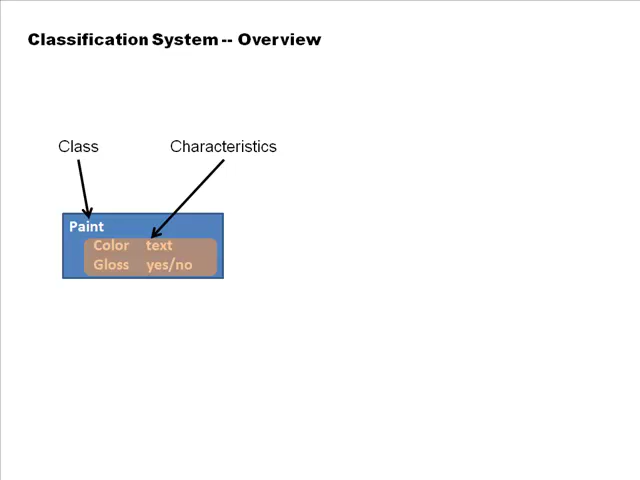 Classification System -- Overview
Class Characteristics
Paint
Color text
Gloss yes/no